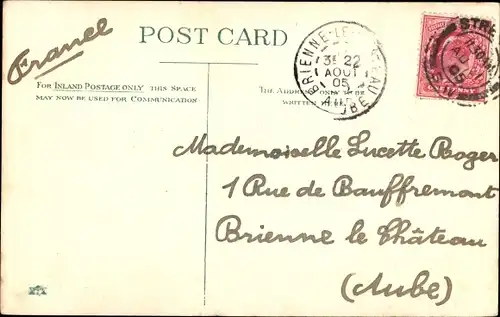 France
POST CARD
FOR INLAND POSTAGE ONLY THIS SPACE
MAY NOW BE USED FOR COMMUNICATION
THE ADDRESS ONLY TO BE
WRITTEN HERE
BRIENNE-LE-CHATEAU
3E 22
AOUT
05
AUBE
STRE
Mademoiselle Lucette Roger
1 Rue de Bauffremont
Brienne le Château
(Aube)